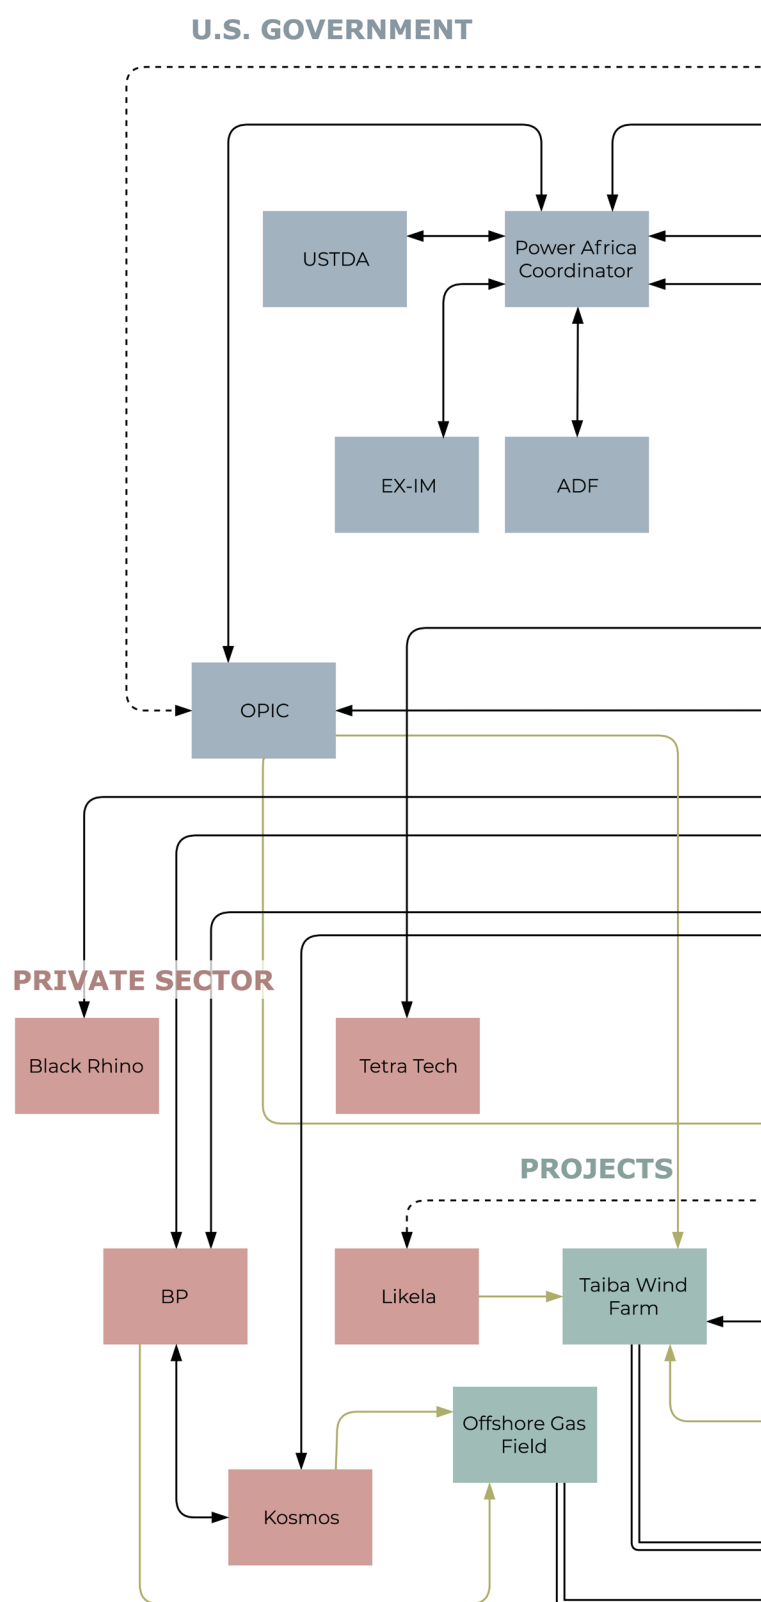 U.S. GOVERNMENT
USTDA
Power Africa
Coordinator
EX-IM
ADF
OPIC
PRIVATE SECTOR
Black Rhino
Tetra Tech
PROJECTS
BP
Likela
Taiba Wind
Farm
Offshore Gas
Field
Kosmos